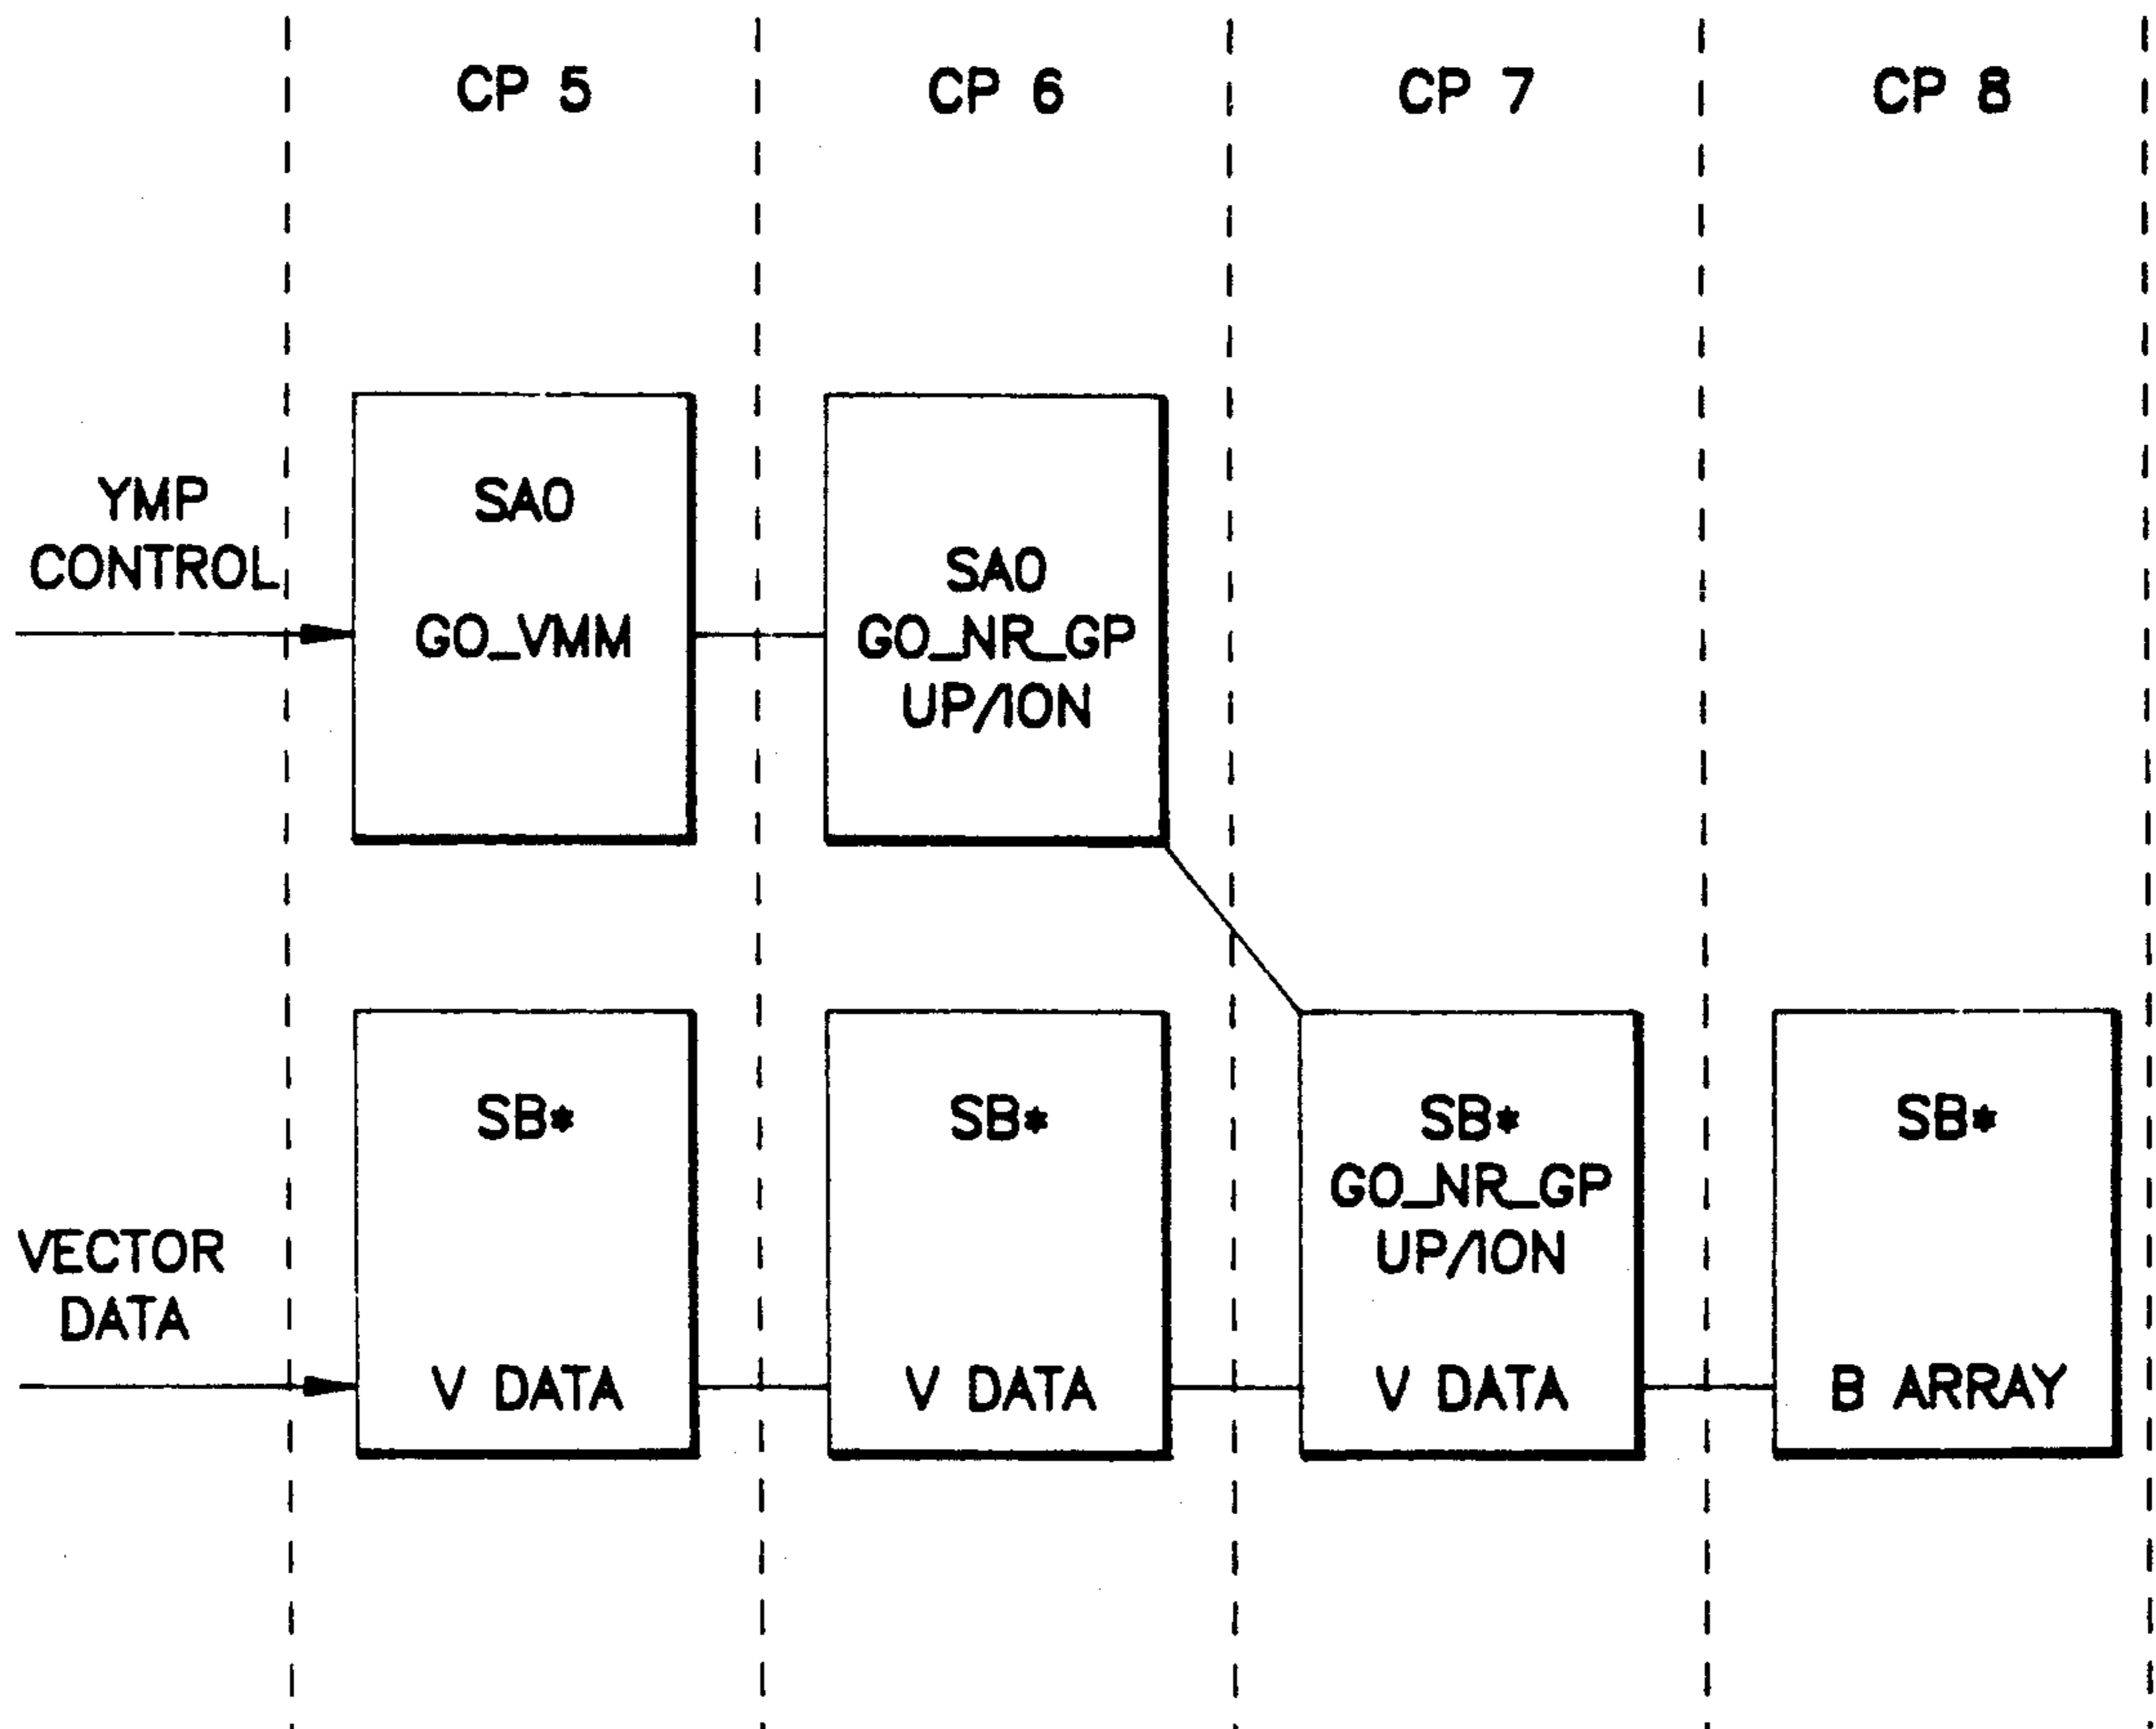 CP 5
CP 6
CP 7
CP 8
YMP
CONTROL
SA0
GO_VMM
SA0
GO_NR_GP
UP/ION
VECTOR
DATA
SB*
V DATA
SB*
V DATA
SB*
GO_NR_GP
UP/ION
V DATA
SB*
B ARRAY